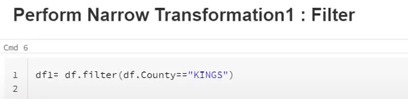 Perform Narrow Transformation1 : Filter
Cmd 6
1 df1= df.filter(df.County=="KINGS")
2